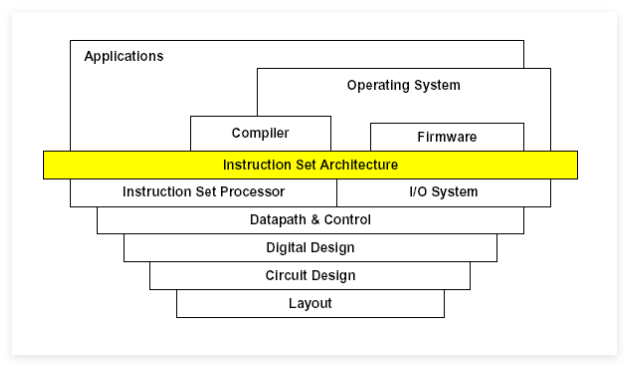 Applications
Operating System
Compiler
Firmware
Instruction Set Architecture
Instruction Set Processor
I/O System
Datapath & Control
Digital Design
Circuit Design
Layout